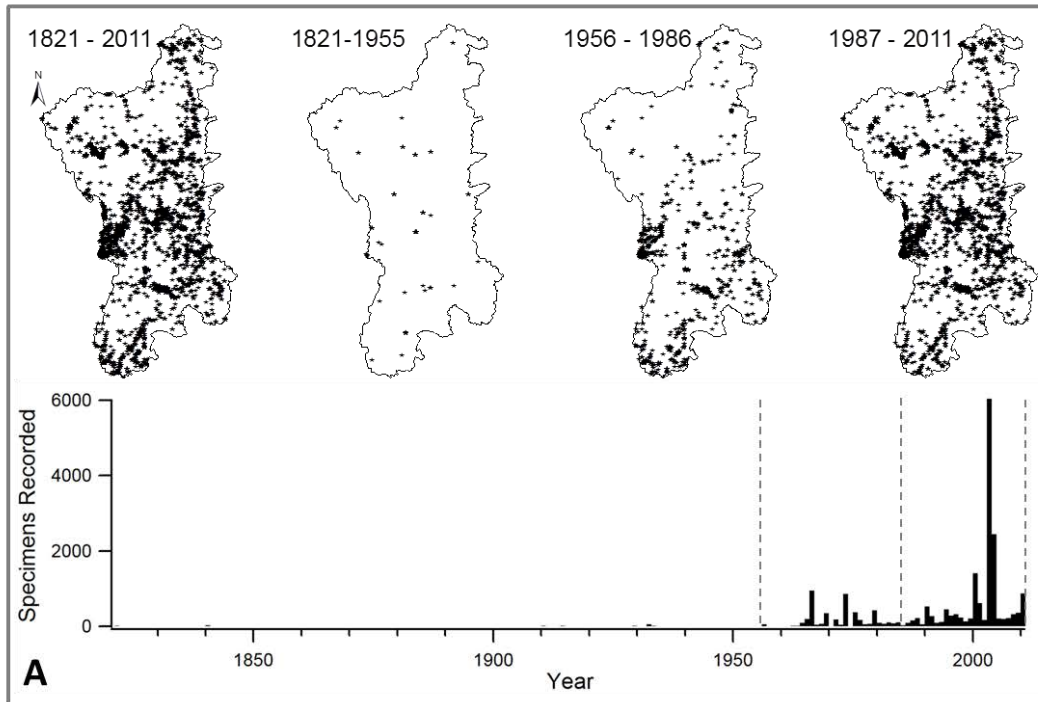 1821 - 2011 1821-1955 1956 - 1986 1987 - 2011
N
6000
4000
2000
0
Specimens Recorded
1850 1900 1950 2000
Year
A